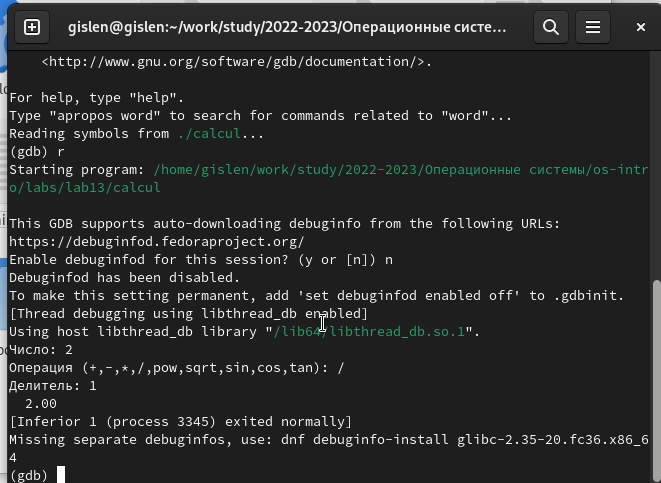 gislen@gislen:~/work/study/2022-2023/Операционные систе...
<http://www.gnu.org/software/gdb/documentation/>.
For help, type "help".
Type "apropos word" to search for commands related to "word"...
Reading symbols from ./calcul...
(gdb) r
Starting program: /home/gislen/work/study/2022-2023/Операционные системы/os-intr
o/labs/lab13/calcul
This GDB supports auto-downloading debuginfo from the following URLs:
https://debuginfod.fedoraproject.org/
Enable debuginfod for this session? (y or [n]) n
Debuginfod has been disabled.
To make this setting permanent, add 'set debuginfod enabled off' to .gdbinit.
[Thread debugging using libthread_db enabled]
Using host libthread_db library "/lib64/libthread_db.so.1".
Число: 2
Операция (+,-,*,/,pow,sqrt,sin,cos,tan): /
Делитель: 1
2.00
[Inferior 1 (process 3345) exited normally]
Missing separate debuginfos, use: dnf debuginfo-install glibc-2.35-20.fc36.x86_6
4
(gdb)